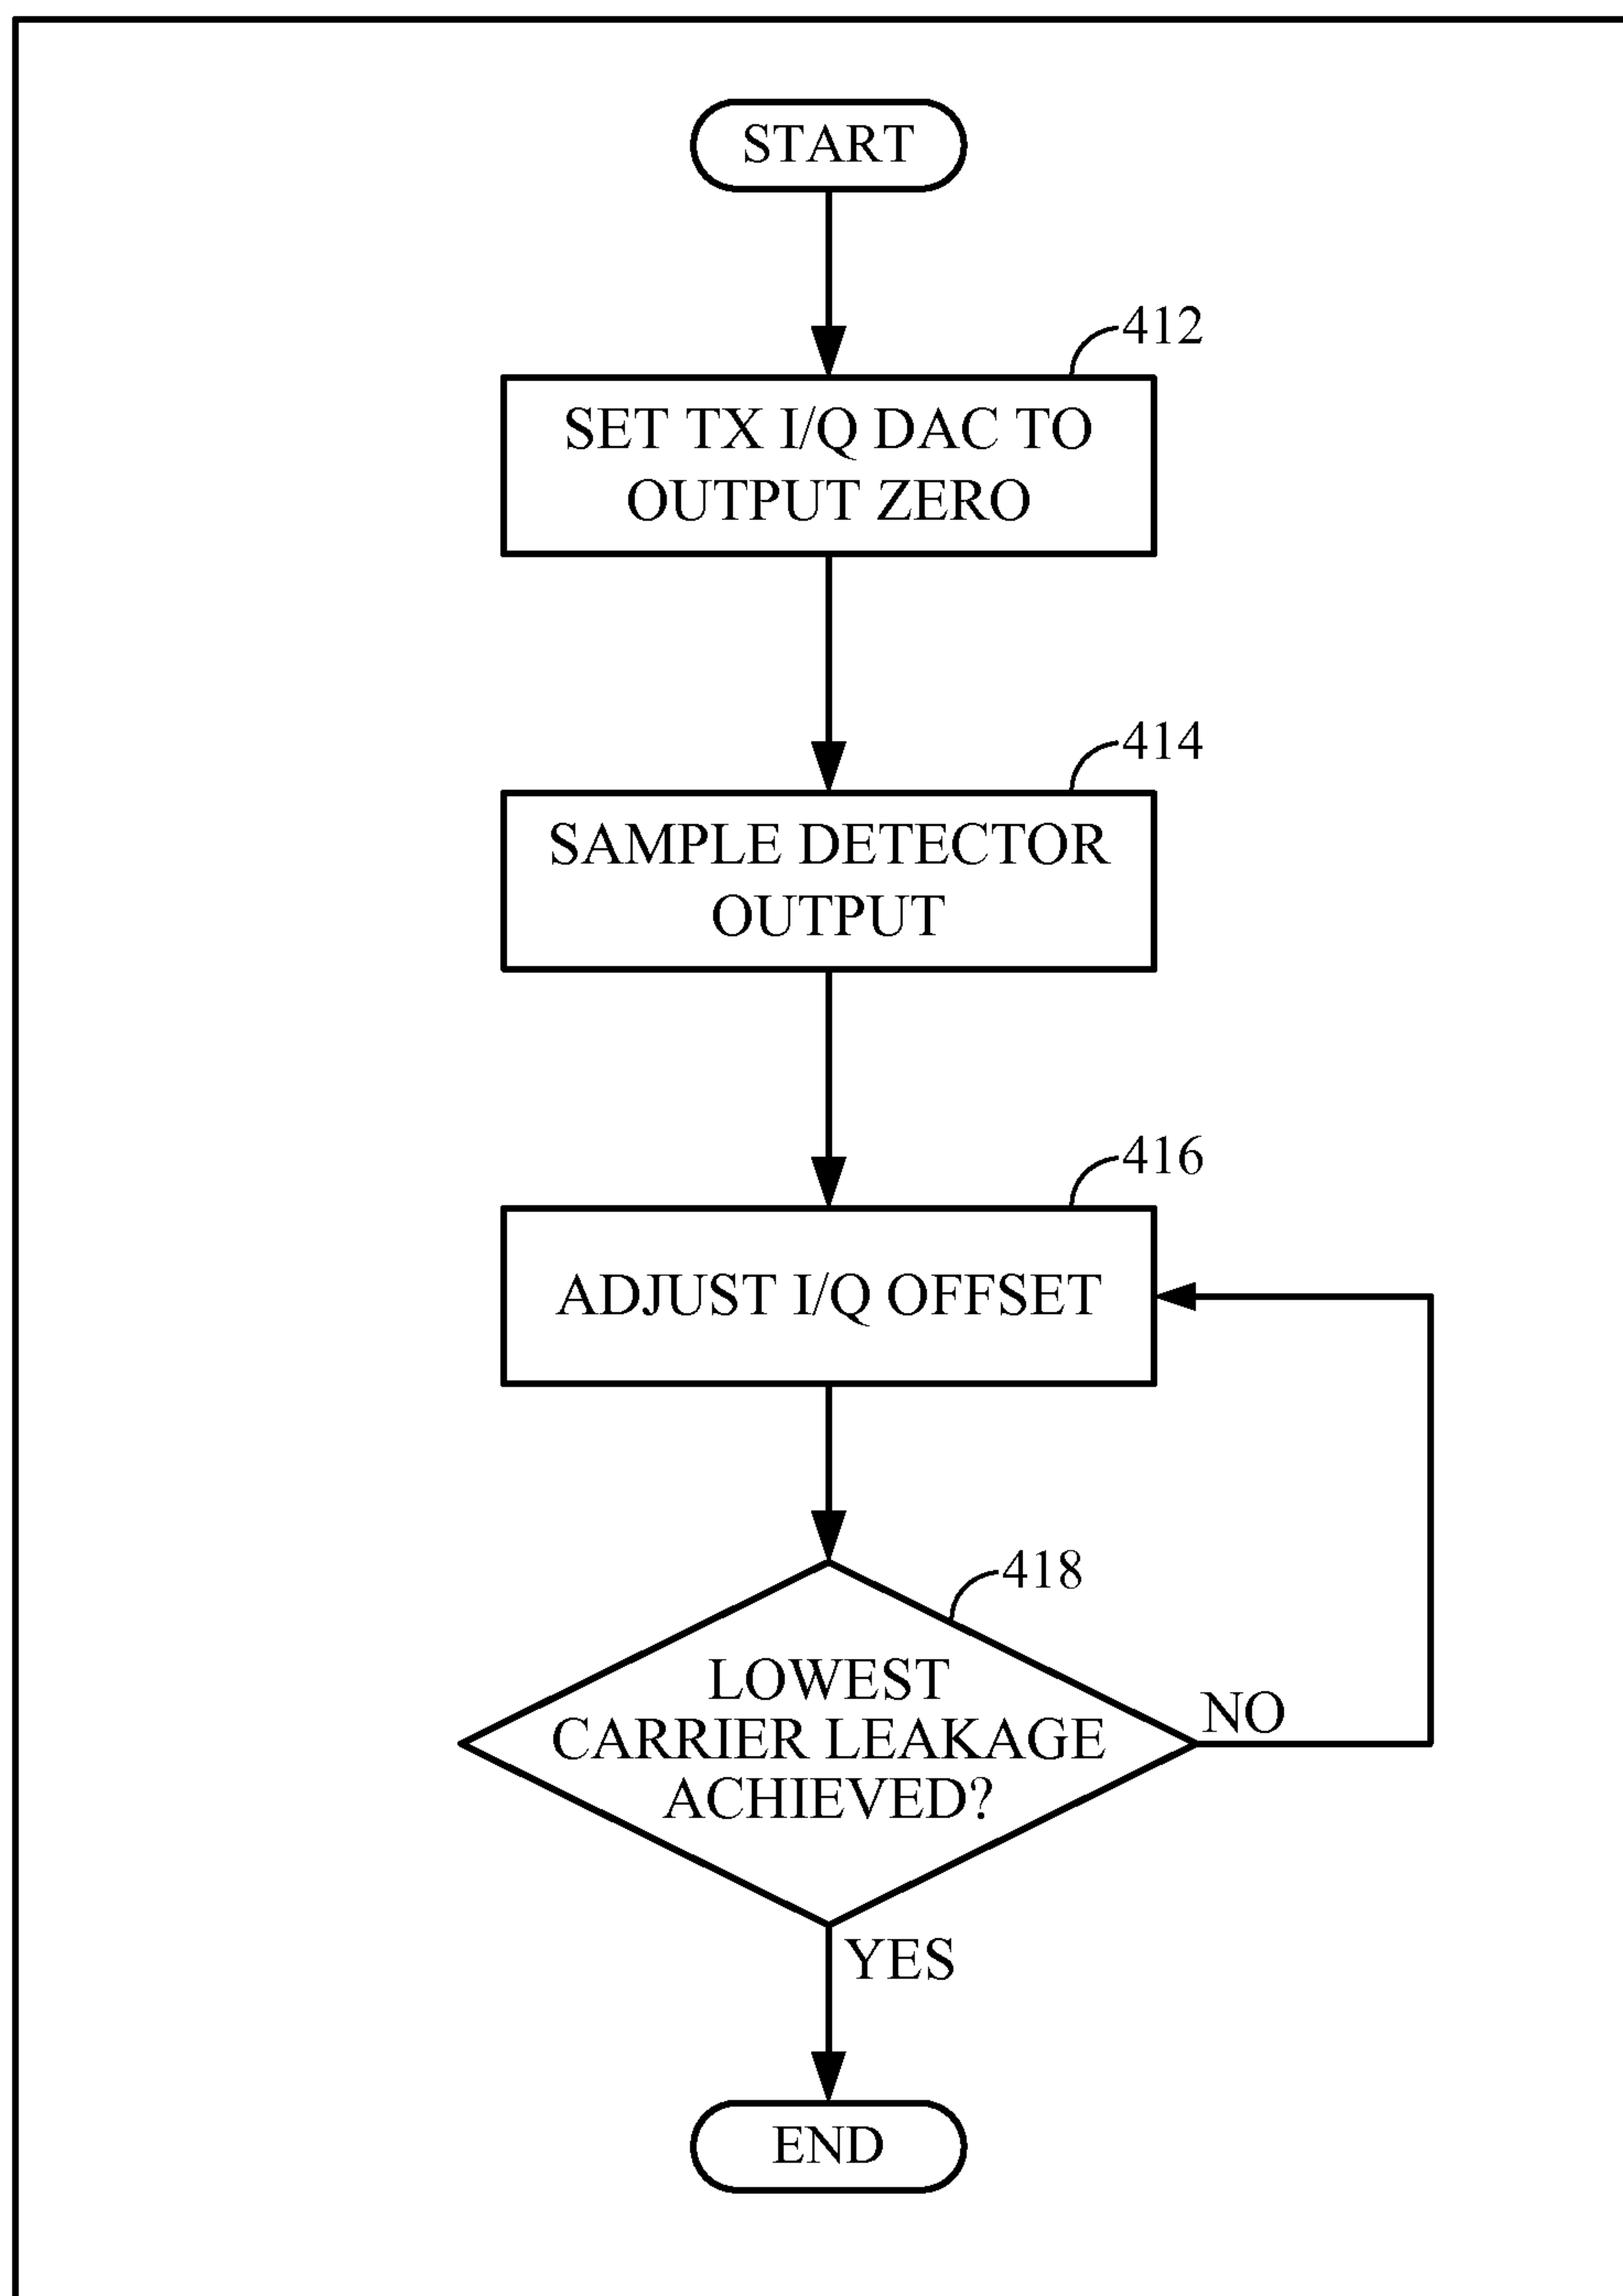 START
412
SET TX I/Q DAC TO
OUTPUT ZERO
414
SAMPLE DETECTOR
OUTPUT
416
ADJUST I/Q OFFSET
418
LOWEST
CARRIER LEAKAGE
ACHIEVED?
NO
YES
END